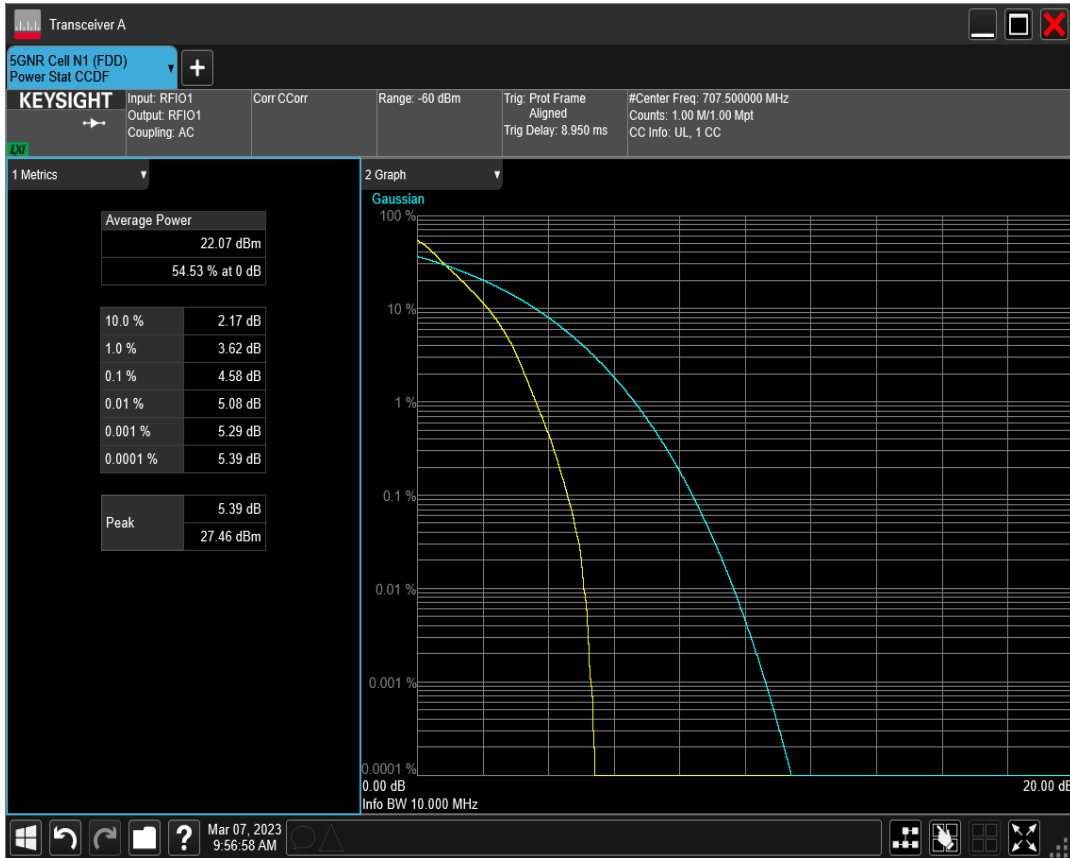 Transceiver A
5GNR Cell N1 (FDD)
Power Stat CCDF
+
KEYSIGHT
LXI
Input: RFIO1
Output: RFIO1
Coupling: AC
Corr CCorr
Range: -60 dBm
Trig: Prot Frame
Aligned
Trig Delay: 8.950 ms
#Center Freq: 707.500000 MHz
Counts: 1.00 M/1.00 Mpt
CC Info: UL, 1 CC
1 Metrics
Average Power
22.07 dBm
54.53 % at 0 dB
10.0 % 2.17 dB
1.0 % 3.62 dB
0.1 % 4.58 dB
0.01 % 5.08 dB
0.001 % 5.29 dB
0.0001 % 5.39 dB
Peak
5.39 dB
27.46 dBm
2 Graph
Gaussian
100 %
10 %
1 %
0.1 %
0.01 %
0.001 %
0.0001 %
0.00 dB
20.00 dB
Info BW 10.000 MHz
?
Mar 07, 2023
9:56:58 AM